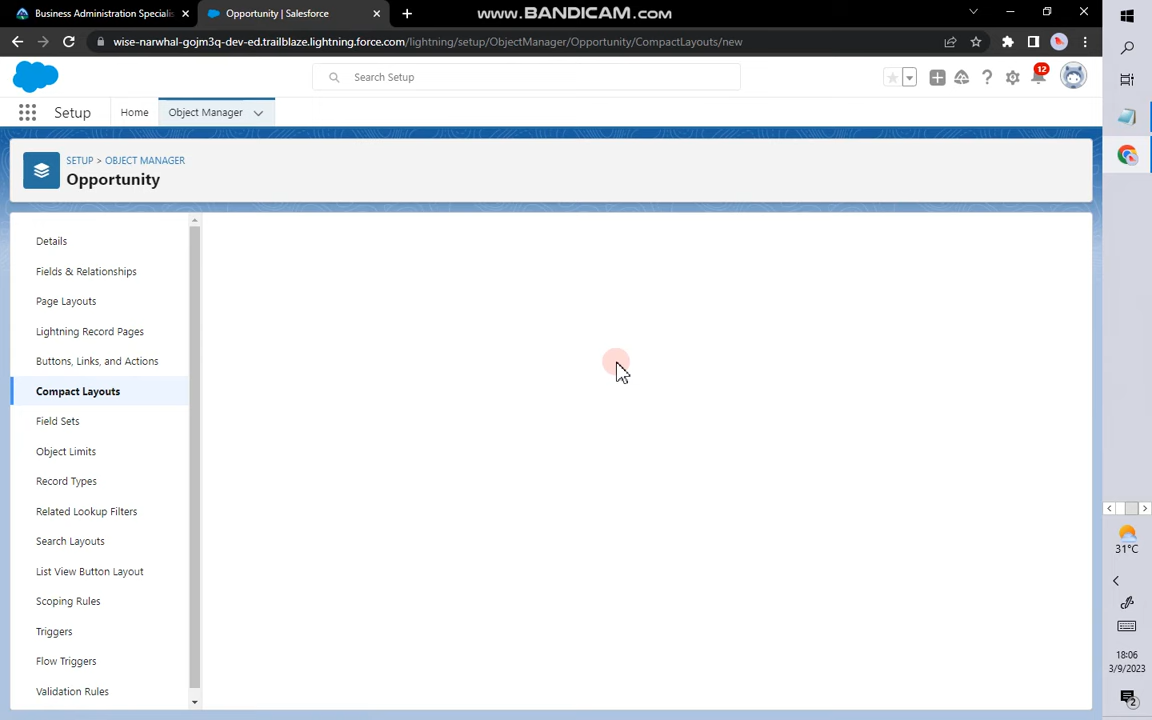 Business Administration Specialis
Opportunity | Salesforce
WWW.BANDICAM.COM
wise-narwhal-gojm3q-dev-ed.trailblaze.lightning.force.com/lightning/setup/ObjectManager/Opportunity/CompactLayouts/new
Search Setup
12
Setup
Home
Object Manager
SETUP > OBJECT MANAGER
Opportunity
Details
Fields & Relationships
Page Layouts
Lightning Record Pages
Buttons, Links, and Actions
Compact Layouts
Field Sets
Object Limits
Record Types
Related Lookup Filters
Search Layouts
List View Button Layout
Scoping Rules
Triggers
Flow Triggers
Validation Rules
31°C
18:06
3/9/2023
2